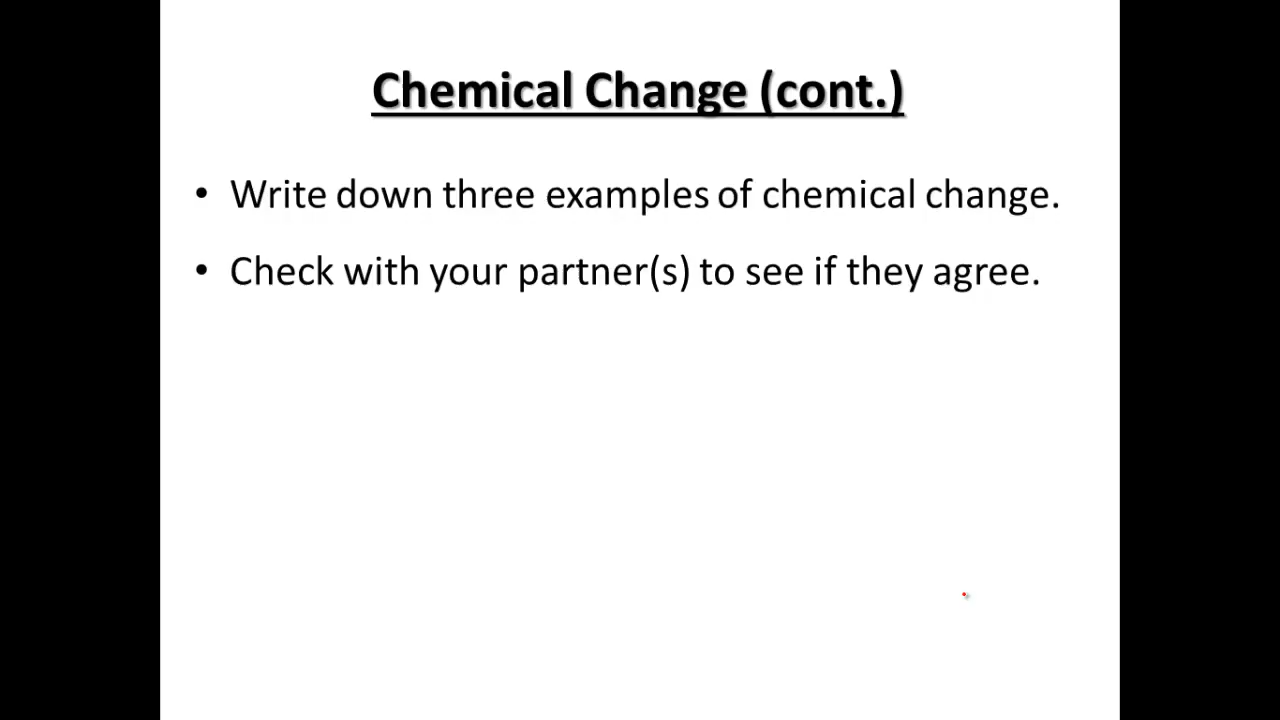 Chemical Change (cont.)
• Write down three examples of chemical change.
• Check with your partner(s) to see if they agree.